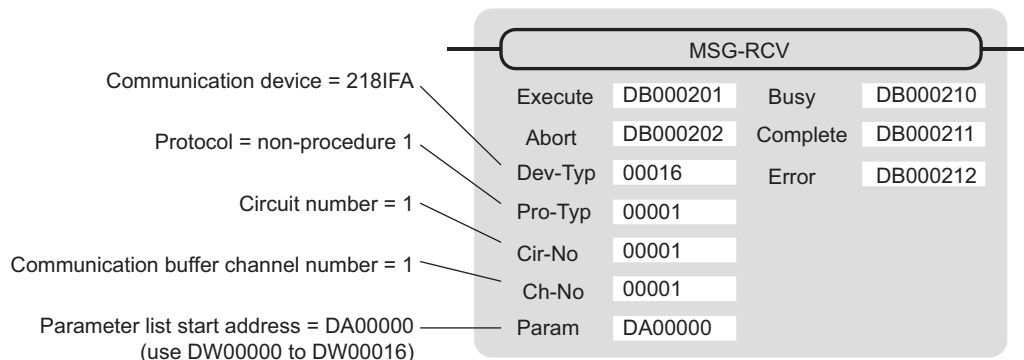 MSG-RCV
Communication device = 218IFA
Protocol = non-procedure 1
Circuit number = 1
Communication buffer channel number = 1
Parameter list start address = DA00000
(use DW00000 to DW00016)
Execute DB000201 Busy DB000210
Abort DB000202 Complete DB000211
Dev-Typ 00016 Error DB000212
Pro-Typ 00001
Cir-No 00001
Ch-No 00001
Param DA00000